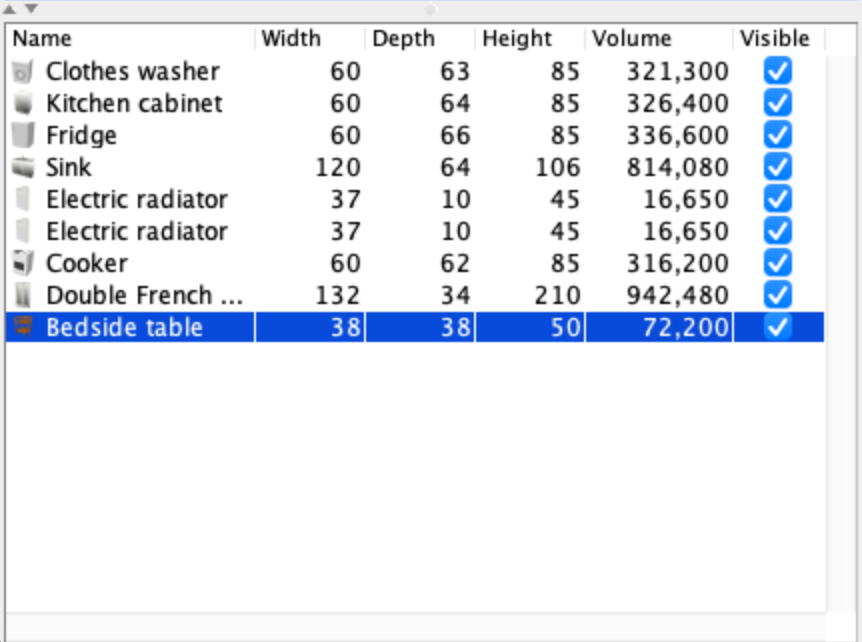 Name Width Depth Height Volume Visible
Clothes washer 60 63 85 321,300
Kitchen cabinet 60 64 85 326,400
Fridge 60 66 85 336,600
Sink 120 64 106 814,080
Electric radiator 37 10 45 16,650
Electric radiator 37 10 45 16,650
Cooker 60 62 85 316,200
Double French ... 132 34 210 942,480
Bedside table 38 38 50 72,200